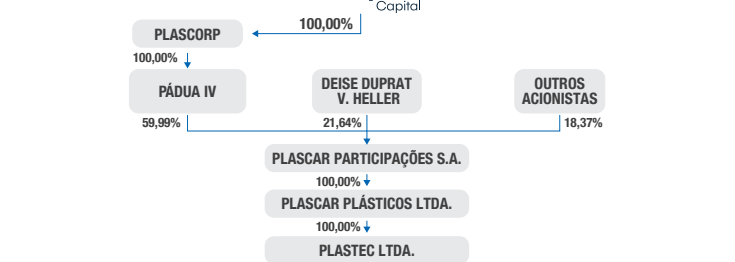 Capital
100,00%
PLASCORP
100,00%
PÁDUA IV
DEISE DUPRAT
V. HELLER
OUTROS
ACIONISTAS
59,99%
21,64%
18,37%
PLASCAR PARTICIPAÇÕES S.A.
100,00%
PLASCAR PLÁSTICOS LTDA.
100,00%
PLASTEC LTDA.